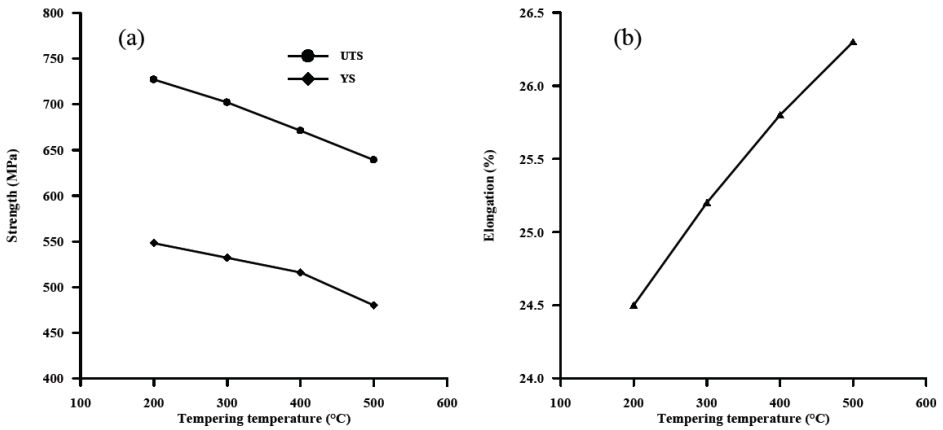 (a)
UTS
YS
800
750
700
650
600
550
500
450
400
Strength (MPa)
100 200 300 400 500 600
Tempering temperature (°C)
(b)
26.5
26.0
25.5
25.0
24.5
24.0
Elongation (%)
100 200 300 400 500 600
Tempering temperature (°C)